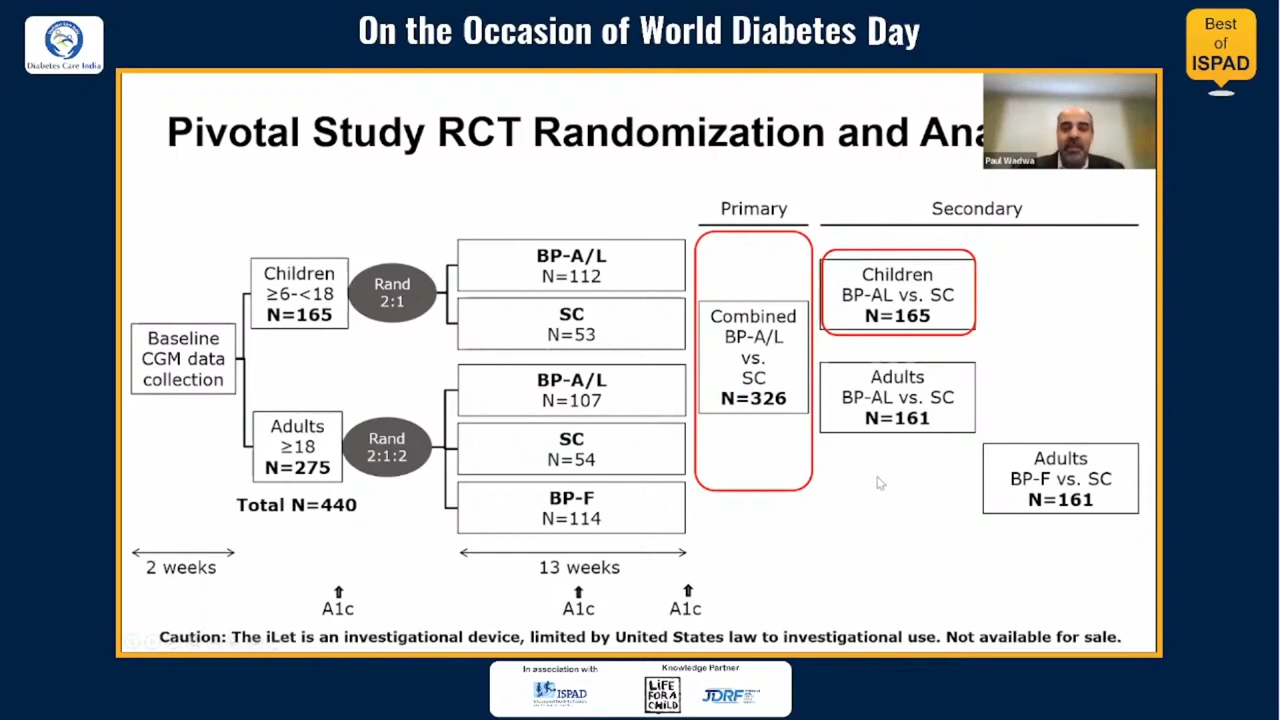 On the Occasion of World Diabetes Day
Diabetes Care India
Best
of
ISPAD
Pivotal Study RCT Randomization and Ana
Paul Wadwa
Primary
Secondary
Baseline
CGM data
collection
Children
≥6-<18
N=165
Adults
≥18
N=275
Total N=440
Rand
2:1
Rand
2:1:2
BP-A/L
N=112
SC
N=53
BP-A/L
N=107
SC
N=54
BP-F
N=114
Combined
BP-A/L
vs.
SC
N=326
Children
BP-AL vs. SC
N=165
Adults
BP-AL vs. SC
N=161
Adults
BP-F vs. SC
N=161
2 weeks
13 weeks
A1c
A1c
A1c
Caution: The iLet is an investigational device, limited by United States law to investigational use. Not available for sale.
In association with
ISPAD
Knowledge Partner
LiFE
FOR A
CHiLD
JDRF